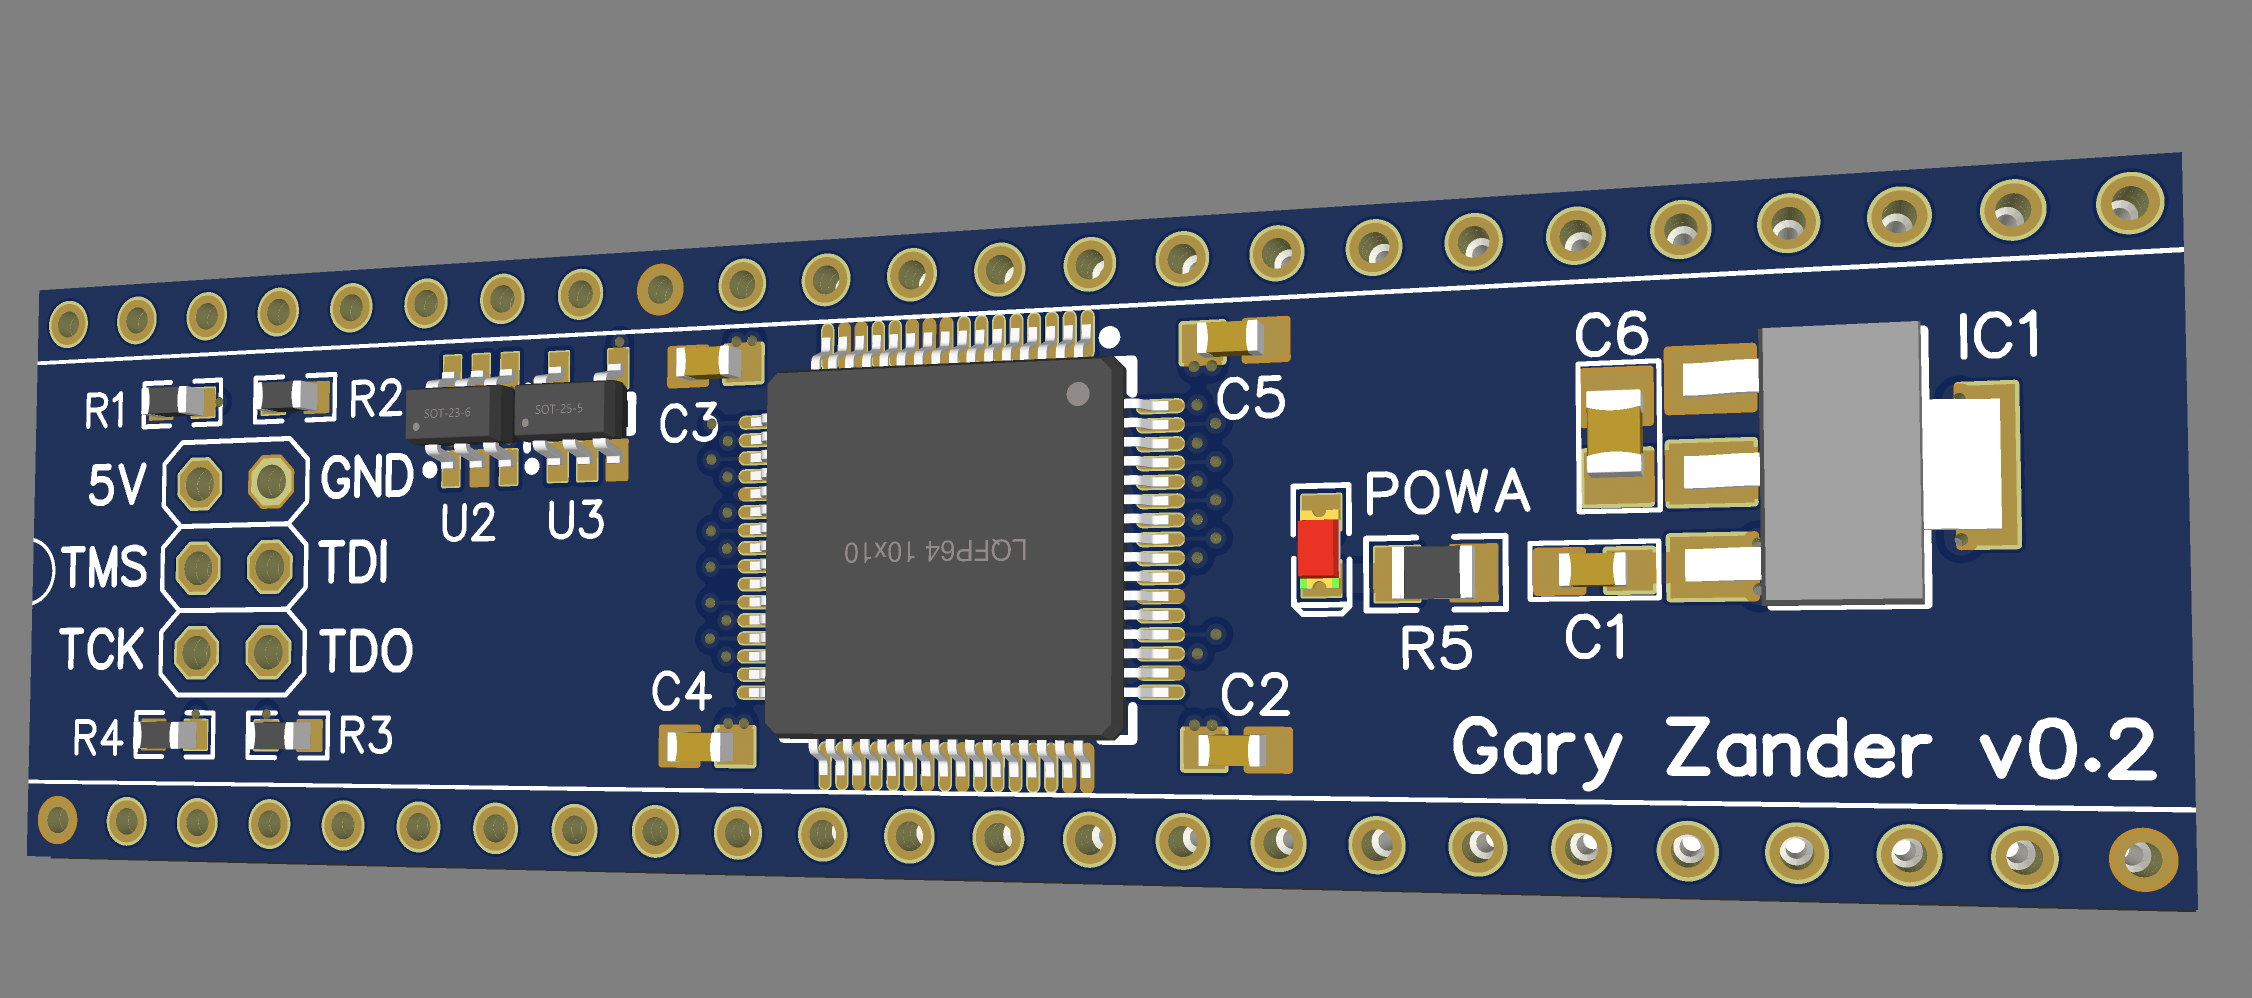 C6
IC1
R1
R2
SOT-23-6
SOT-25-5
C3
C5
5V
GND
U2
U3
POWA
TMS
TDI
LQFP64 10x10
R5
C1
TCK
TDO
C4
C2
R4
R3
Gary Zander v0.2